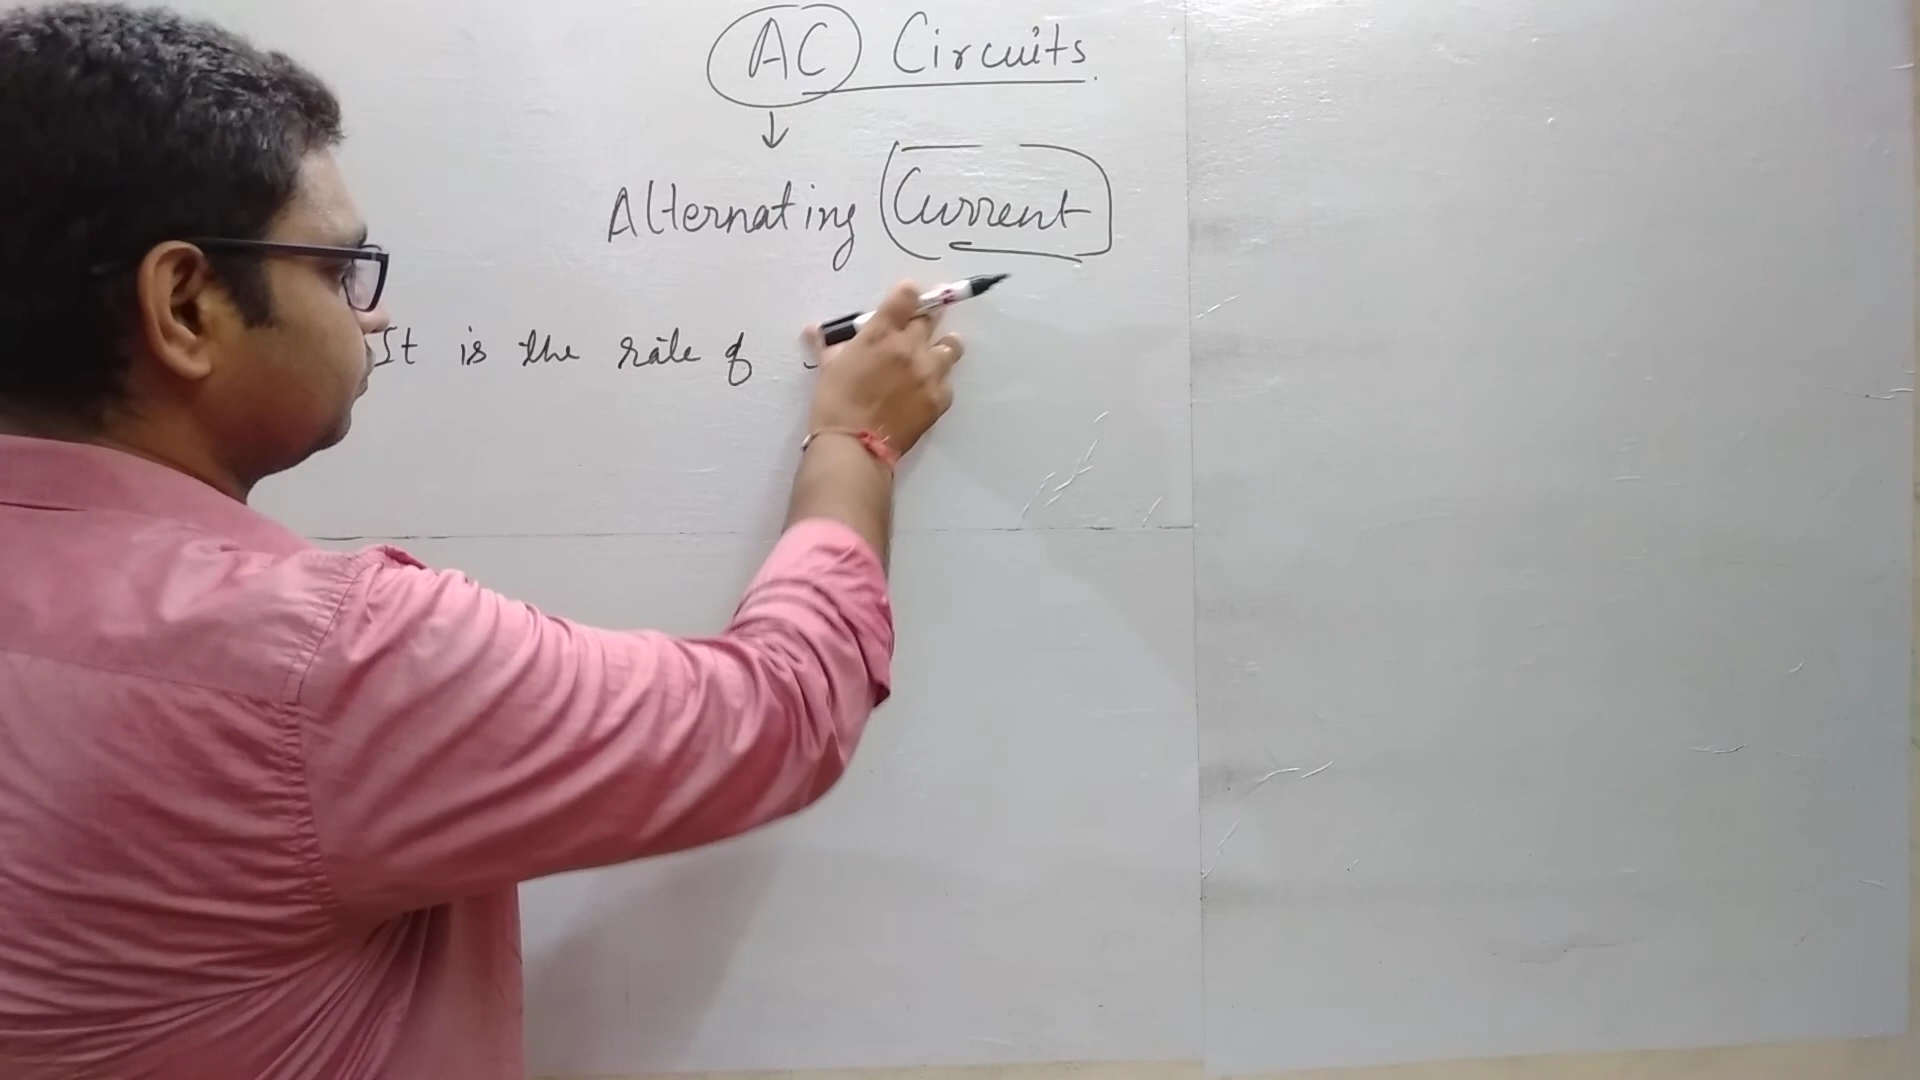 AC Circuits.
Alternating Current
It is the rate of